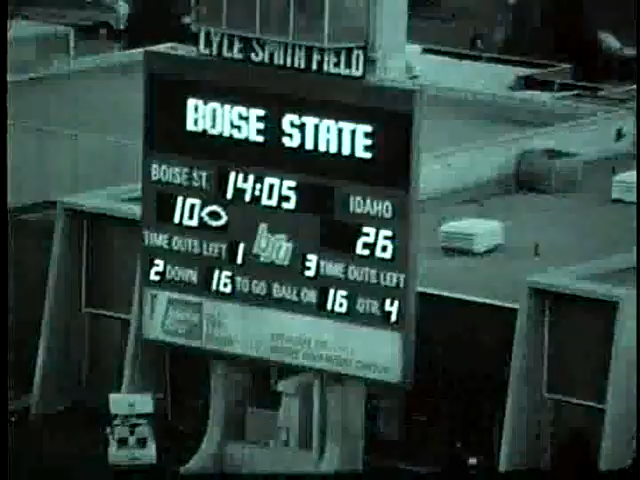 LYLE SMITH FIELD
BOISE STATE
BOISE ST. 14:05 IDAHO
10 26
TIME OUTS LEFT 1 3 TIME OUTS LEFT
2 DOWN 16 TO GO BALL ON 16 QTR. 4